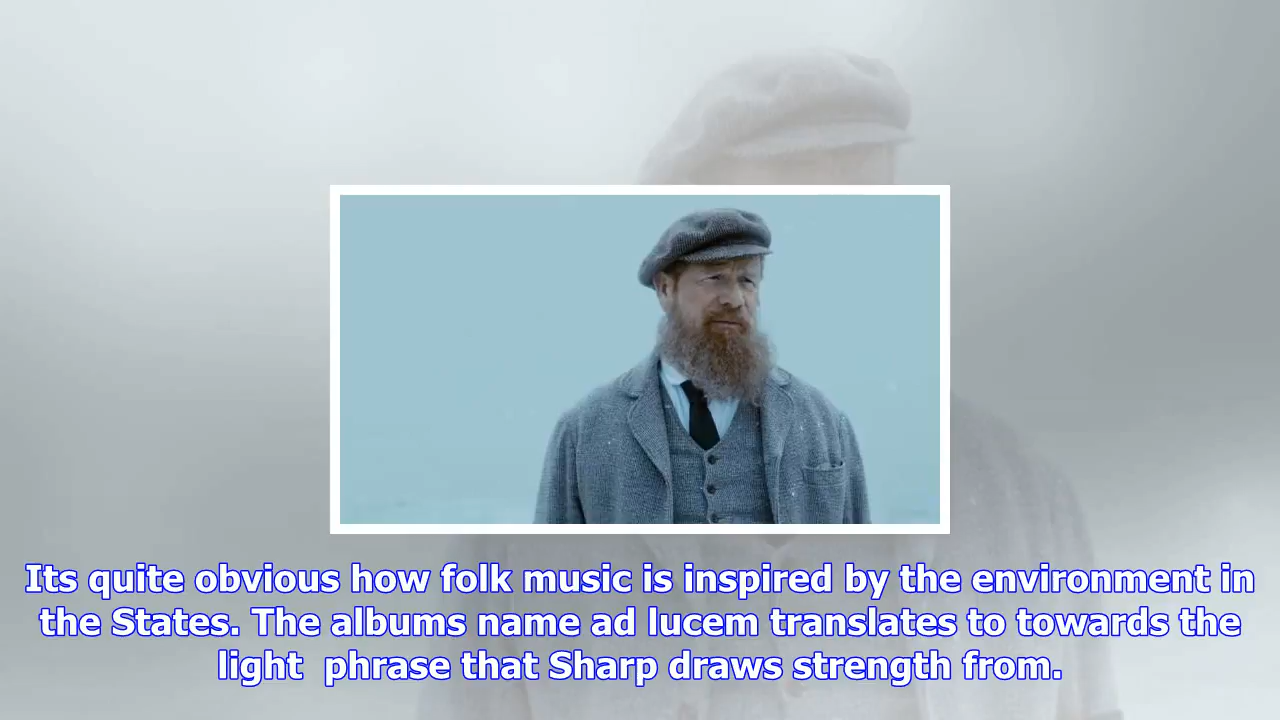 Its quite obvious how folk music is inspired by the environment in
the States. The albums name ad lucem translates to towards the
light  phrase that Sharp draws strength from.